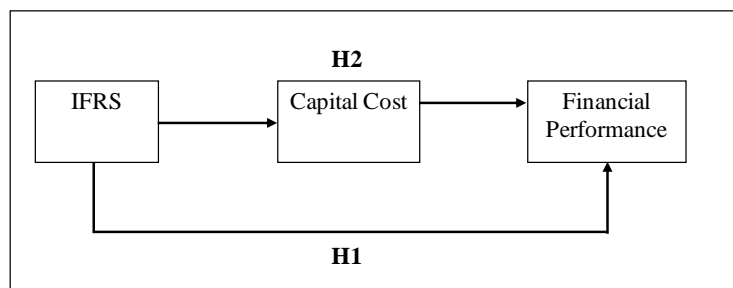 H2
IFRS
Capital Cost
Financial
Performance
H1